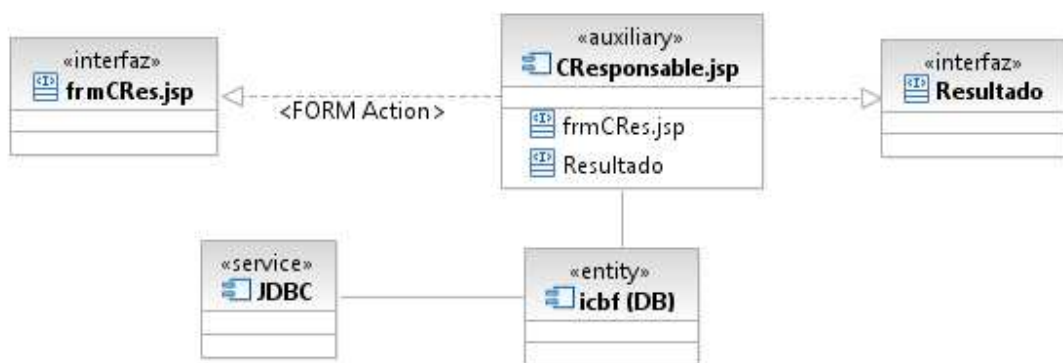 «interfaz»
frmCRes.jsp
<FORM Action>
«auxiliary»
CResponsable.jsp
frmCRes.jsp
Resultado
«interfaz»
Resultado
«service»
JDBC
«entity»
icbf (DB)